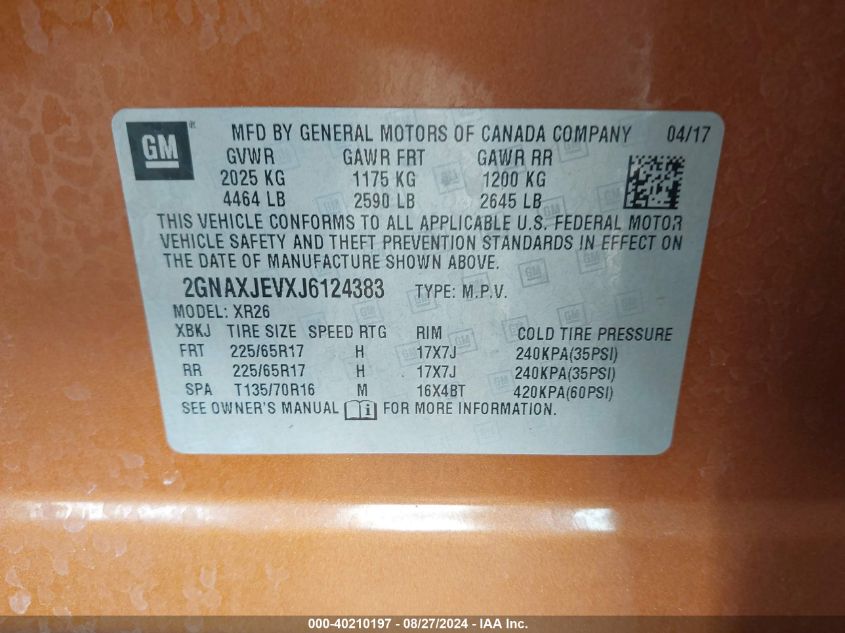 GM ® MFD BY GENERAL MOTORS OF CANADA COMPANY 04/17
GVWR GAWR FRT GAWR RR
2025 KG 1175 KG 1200 KG
4464 LB 2590 LB 2645 LB
THIS VEHICLE CONFORMS TO ALL APPLICABLE U.S. FEDERAL MOTOR
VEHICLE SAFETY AND THEFT PREVENTION STANDARDS IN EFFECT ON
THE DATE OF MANUFACTURE SHOWN ABOVE.
2GNAXJEVXJ6124383 TYPE: M.P.V.
MODEL: XR26
XBKJ TIRE SIZE SPEED RTG RIM COLD TIRE PRESSURE
FRT 225/65R17 H 17X7J 240KPA(35PSI)
RR 225/65R17 H 17X7J 240KPA(35PSI)
SPA T135/70R16 M 16X4BT 420KPA(60PSI)
SEE OWNER'S MANUAL FOR MORE INFORMATION.
000-40210197 - 08/27/2024 - IAA Inc.